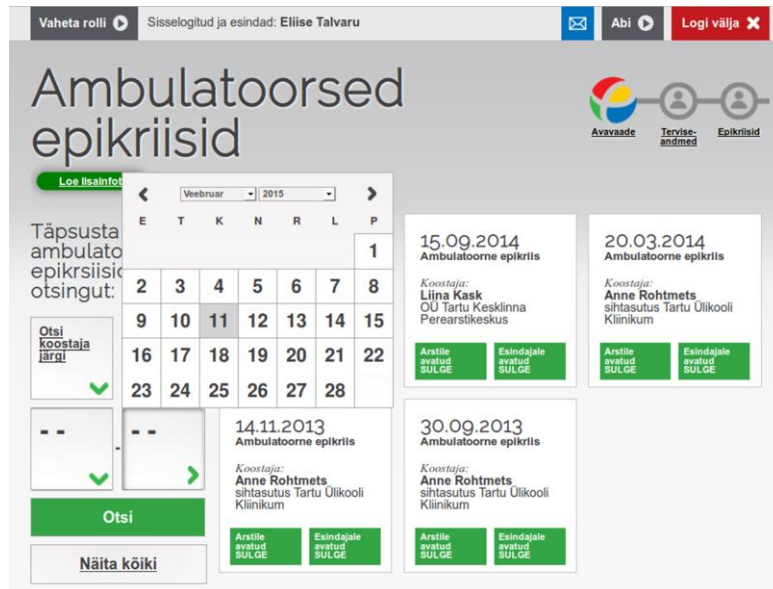 Vaheta rolli
Sisselogitud ja esindad: Eliise Talvaru
Abi
Logi välja
Ambulatoorsed
epikriisid
Avavaade
Tervise-
andmed
Epikriisid
Loe lisainfot
Täpsusta
ambulato
epikrsiisid
otsingut:
Otsi
koostaja
järgi
-- - --
Otsi
Näita kõiki
Veebruar 2015
E T K N R L P
1
2 3 4 5 6 7 8
9 10 11 12 13 14 15
16 17 18 19 20 21 22
23 24 25 26 27 28
15.09.2014
Ambulatoorne epikriis
Koostaja:
Liina Kask
OÜ Tartu Kesklinna
Perearstikeskus
Arstile
avatud
SULGE
Esindajale
avatud
SULGE
20.03.2014
Ambulatoorne epikriis
Koostaja:
Anne Rohtmets
sihtasutus Tartu Ülikooli
Kliinikum
Arstile
avatud
SULGE
Esindajale
avatud
SULGE
14.11.2013
Ambulatoorne epikriis
Koostaja:
Anne Rohtmets
sihtasutus Tartu Ülikooli
Kliinikum
Arstile
avatud
SULGE
Esindajale
avatud
SULGE
30.09.2013
Ambulatoorne epikriis
Koostaja:
Anne Rohtmets
sihtasutus Tartu Ülikooli
Kliinikum
Arstile
avatud
SULGE
Esindajale
avatud
SULGE